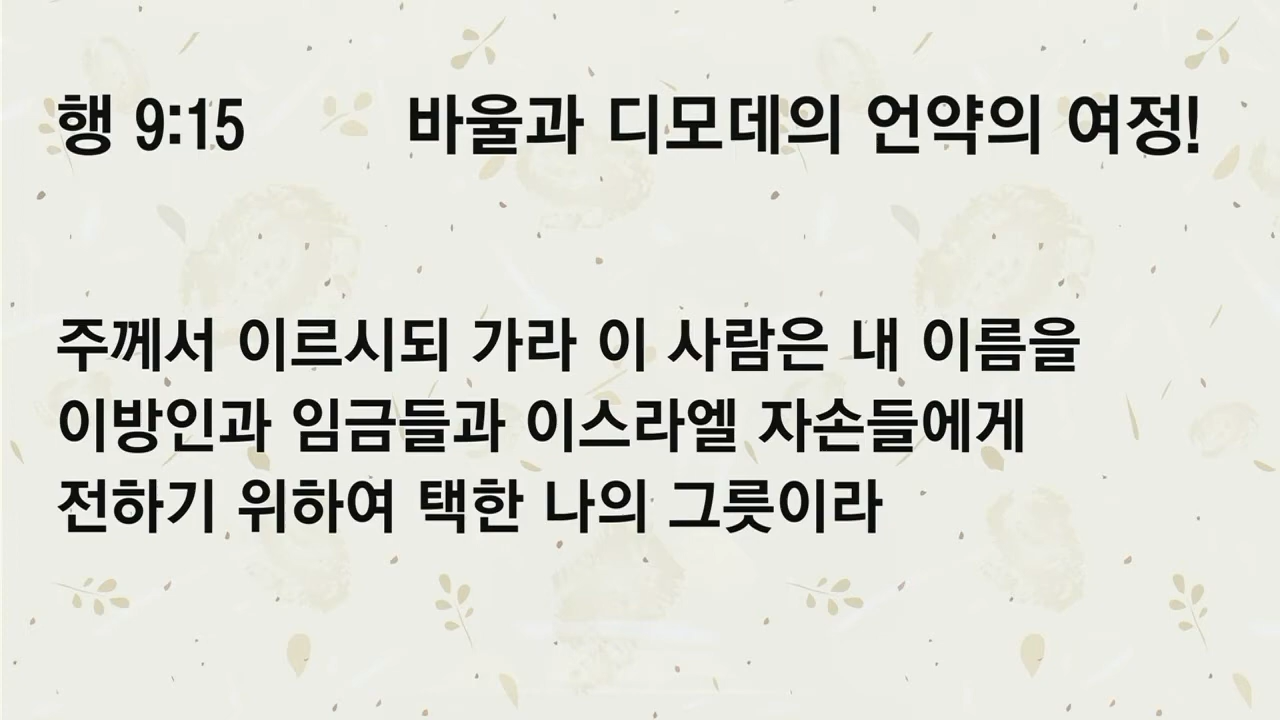 행 9:15 바울과 디모데의 언약의 여정!
주께서 이르시되 가라 이 사람은 내 이름을
이방인과 임금들과 이스라엘 자손들에게
전하기 위하여 택한 나의 그릇이라